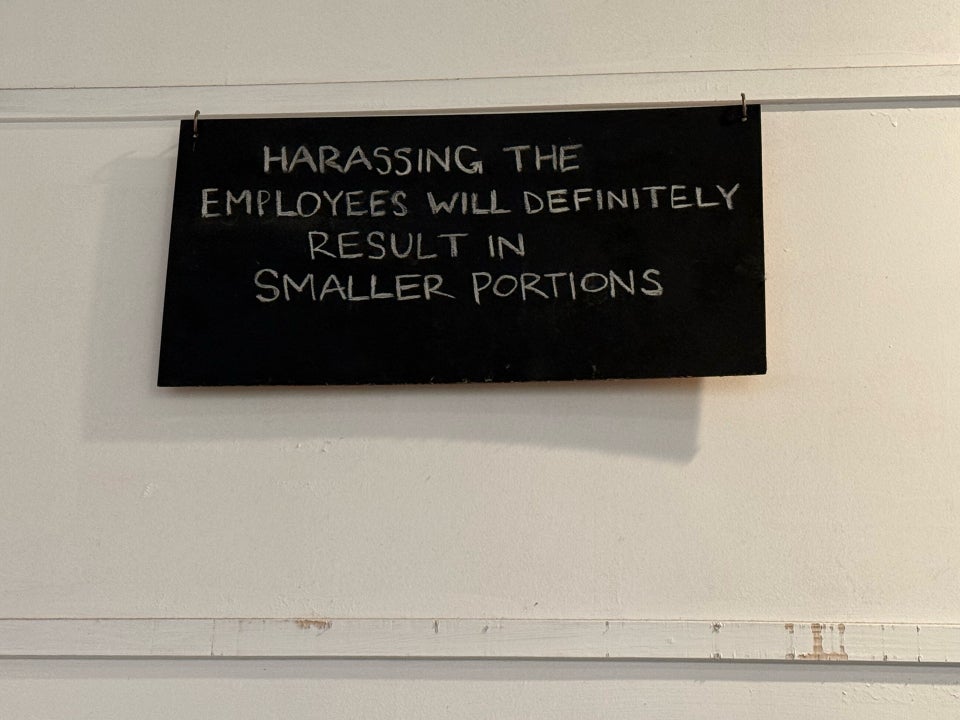 HARASSING THE
EMPLOYEES WILL DEFINITELY
RESULT IN
SMALLER PORTIONS